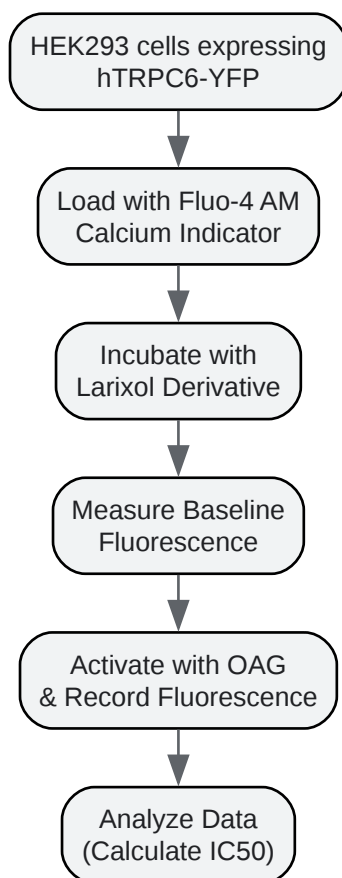 HEK293 cells expressing
hTRPC6-YFP
Load with Fluo-4 AM
Calcium Indicator
Incubate with
Larixol Derivative
Measure Baseline
Fluorescence
Activate with OAG
& Record Fluorescence
Analyze Data
(Calculate IC50)